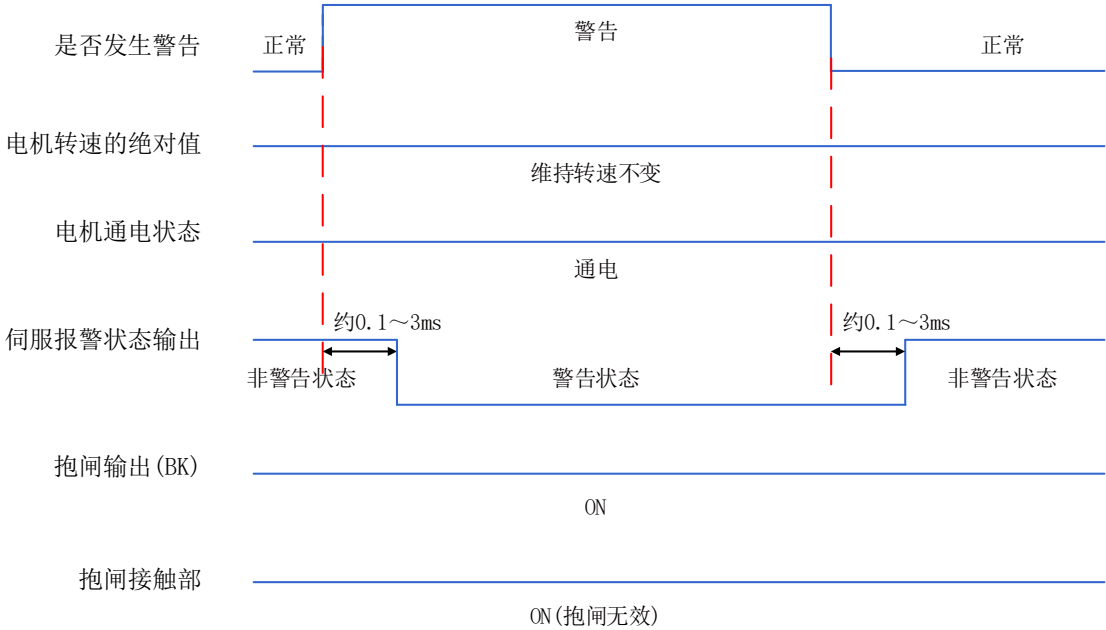 警告
是否发生警告
正常
正常
电机转速的绝对值
维持转速不变
电机通电状态
通电
约0.1～3ms
约0.1～3ms
伺服报警状态输出
非警告状态
警告状态
非警告状态
抱闸输出(BK)
ON
抱闸接触部
ON(抱闸无效)